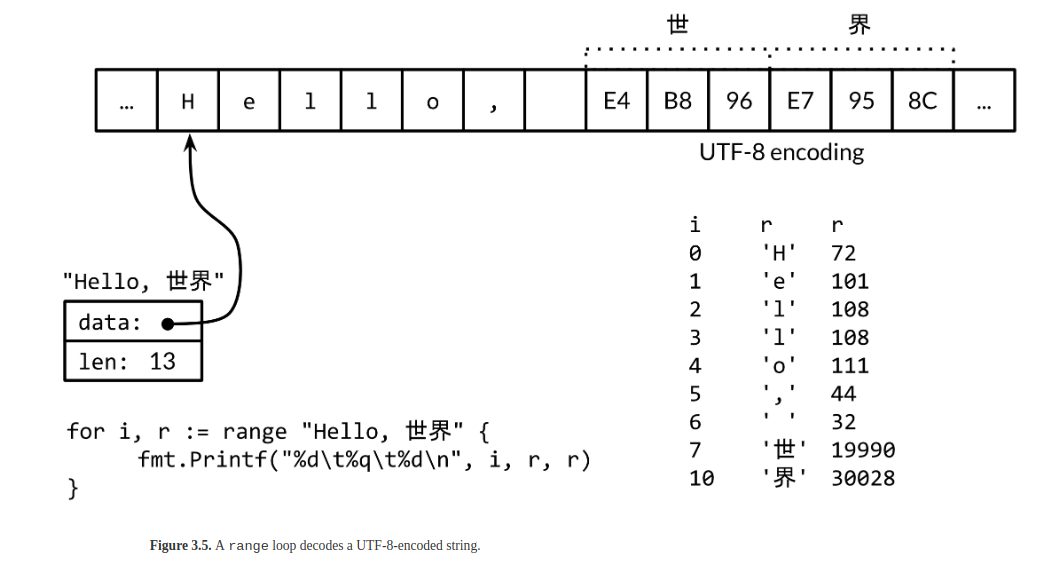 世 界
… H e l l o , E4 B8 96 E7 95 8C …
UTF-8 encoding
i r r
0 'H' 72
1 'e' 101
"Hello, 世界"
2 'l' 108
data:
3 'l' 108
len: 13
4 'o' 111
5 ',' 44
6 ' ' 32
for i, r := range "Hello, 世界" {
7 '世' 19990
fmt.Printf("%d\t%q\t%d\n", i, r, r)
10 '界' 30028
}
Figure 3.5. A range loop decodes a UTF-8-encoded string.